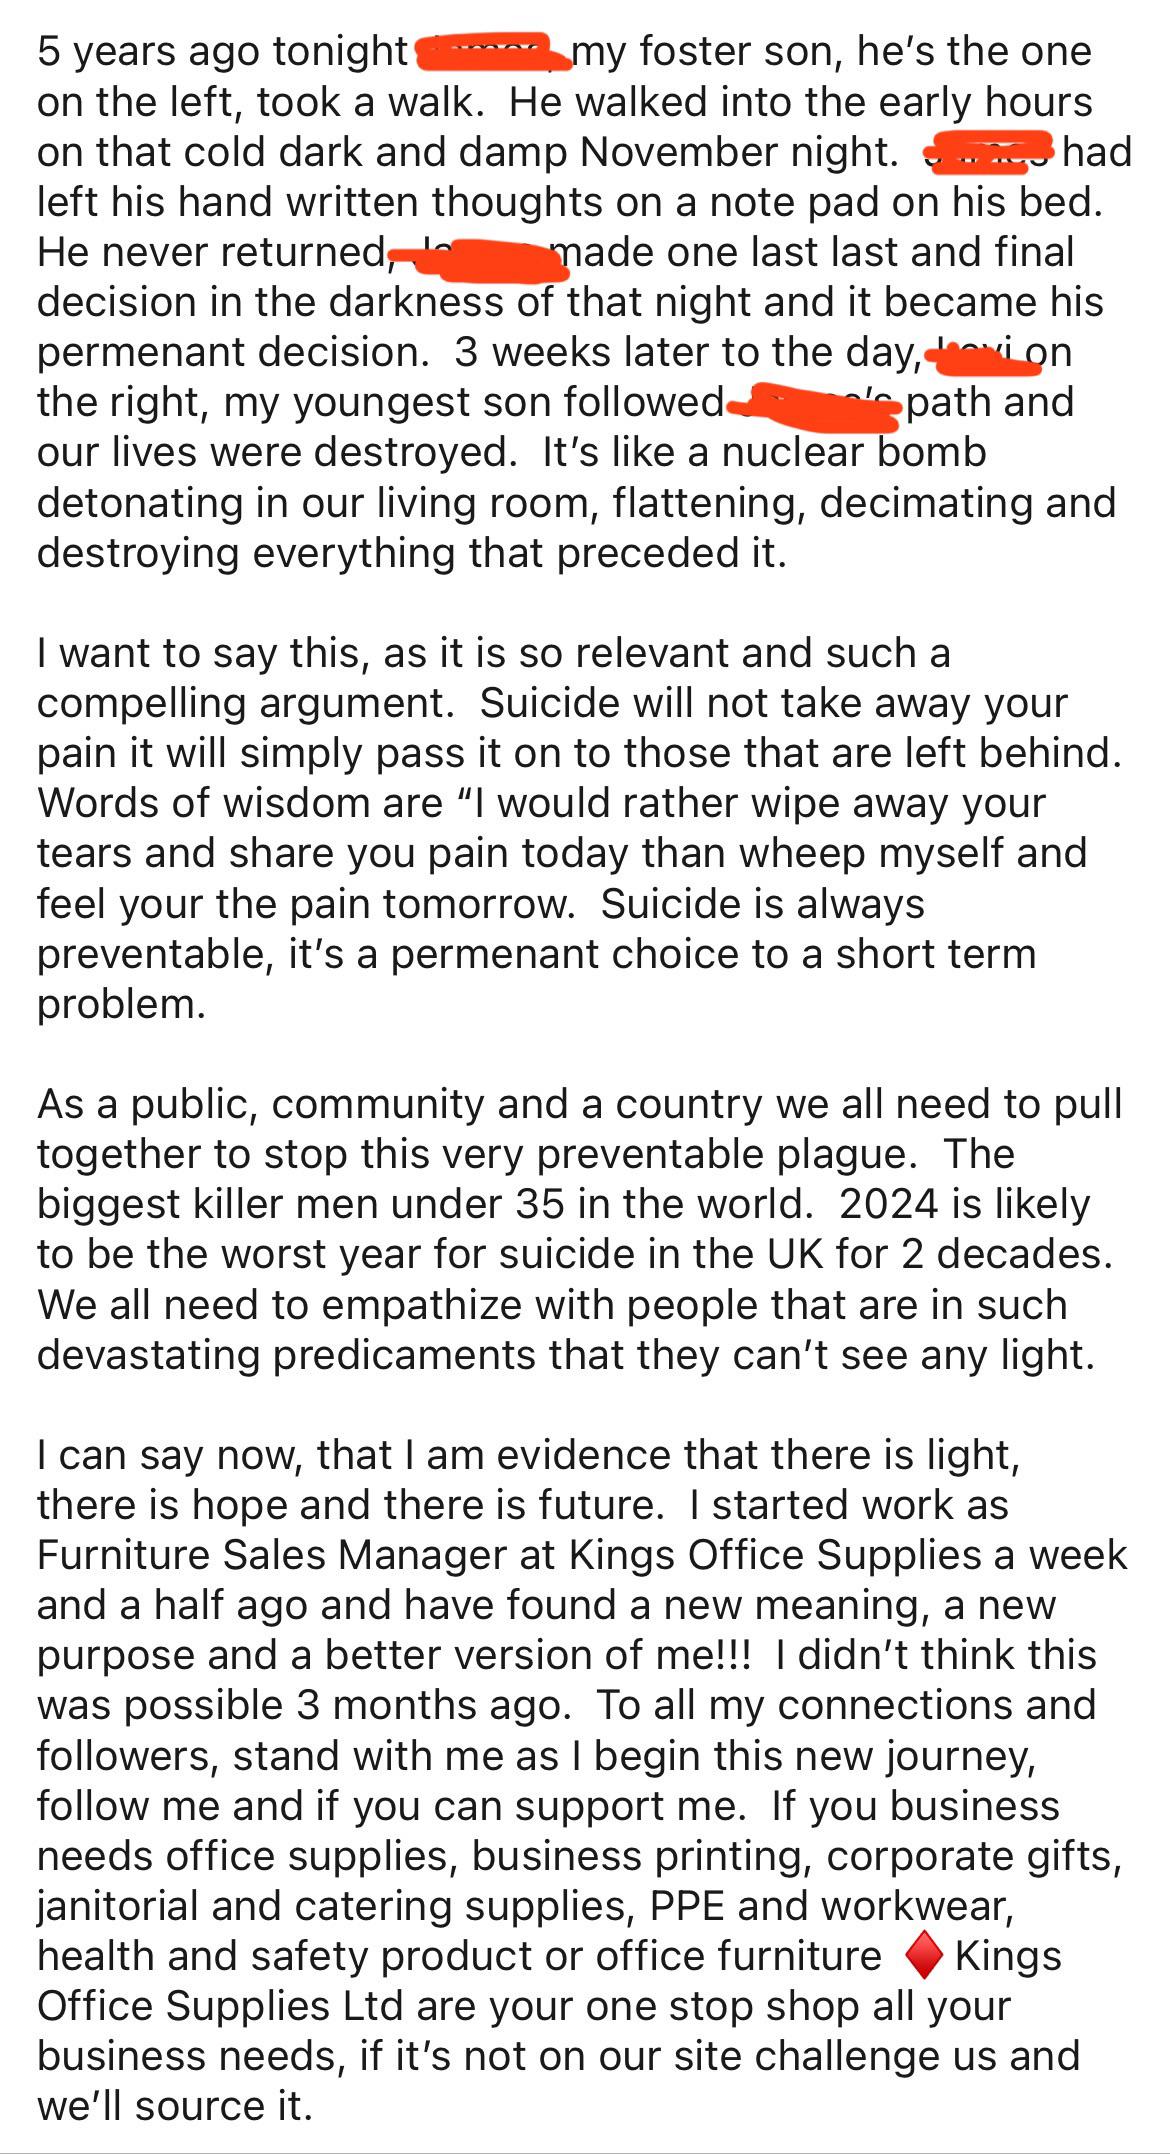 5 years ago tonight my foster son, he's the one
on the left, took a walk.  He walked into the early hours
on that cold dark and damp November night.  had
left his hand written thoughts on a note pad on his bed.
He never returned, made one last last and final
decision in the darkness of that night and it became his
permenant decision.  3 weeks later to the day, on
the right, my youngest son followed path and
our lives were destroyed.  It's like a nuclear bomb
detonating in our living room, flattening, decimating and
destroying everything that preceded it.

I want to say this, as it is so relevant and such a
compelling argument.  Suicide will not take away your
pain it will simply pass it on to those that are left behind.
Words of wisdom are “I would rather wipe away your
tears and share you pain today than wheep myself and
feel your the pain tomorrow.  Suicide is always
preventable, it's a permenant choice to a short term
problem.

As a public, community and a country we all need to pull
together to stop this very preventable plague.  The
biggest killer men under 35 in the world.  2024 is likely
to be the worst year for suicide in the UK for 2 decades.
We all need to empathize with people that are in such
devastating predicaments that they can't see any light.

I can say now, that I am evidence that there is light,
there is hope and there is future.  I started work as
Furniture Sales Manager at Kings Office Supplies a week
and a half ago and have found a new meaning, a new
purpose and a better version of me!!!  I didn't think this
was possible 3 months ago.  To all my connections and
followers, stand with me as I begin this new journey,
follow me and if you can support me.  If you business
needs office supplies, business printing, corporate gifts,
janitorial and catering supplies, PPE and workwear,
health and safety product or office furniture ♦️ Kings
Office Supplies Ltd are your one stop shop all your
business needs, if it's not on our site challenge us and
we'll source it.